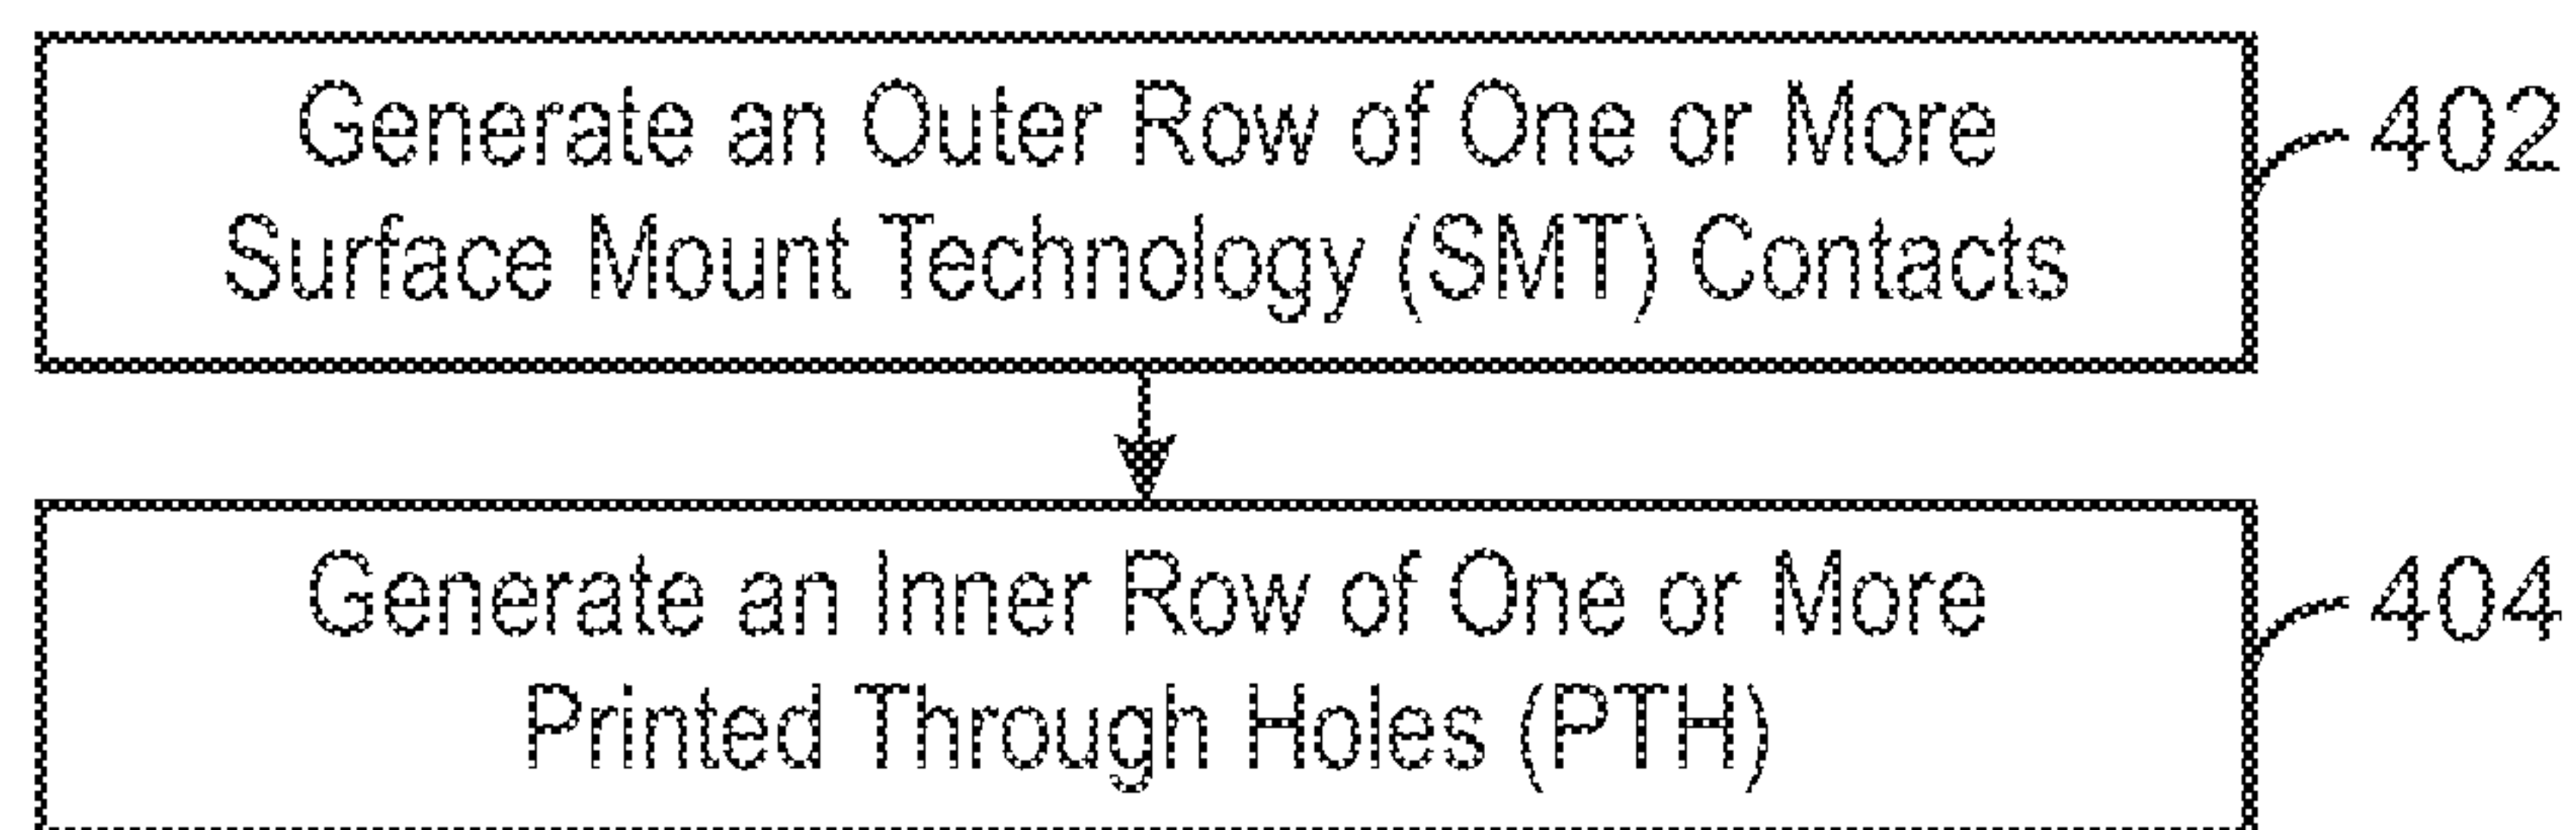 Generate an Outer Row of One or More
Surface Mount Technology (SMT) Contacts
402
Generate an Inner Row of One or More
Printed Through Holes (PTH)
404